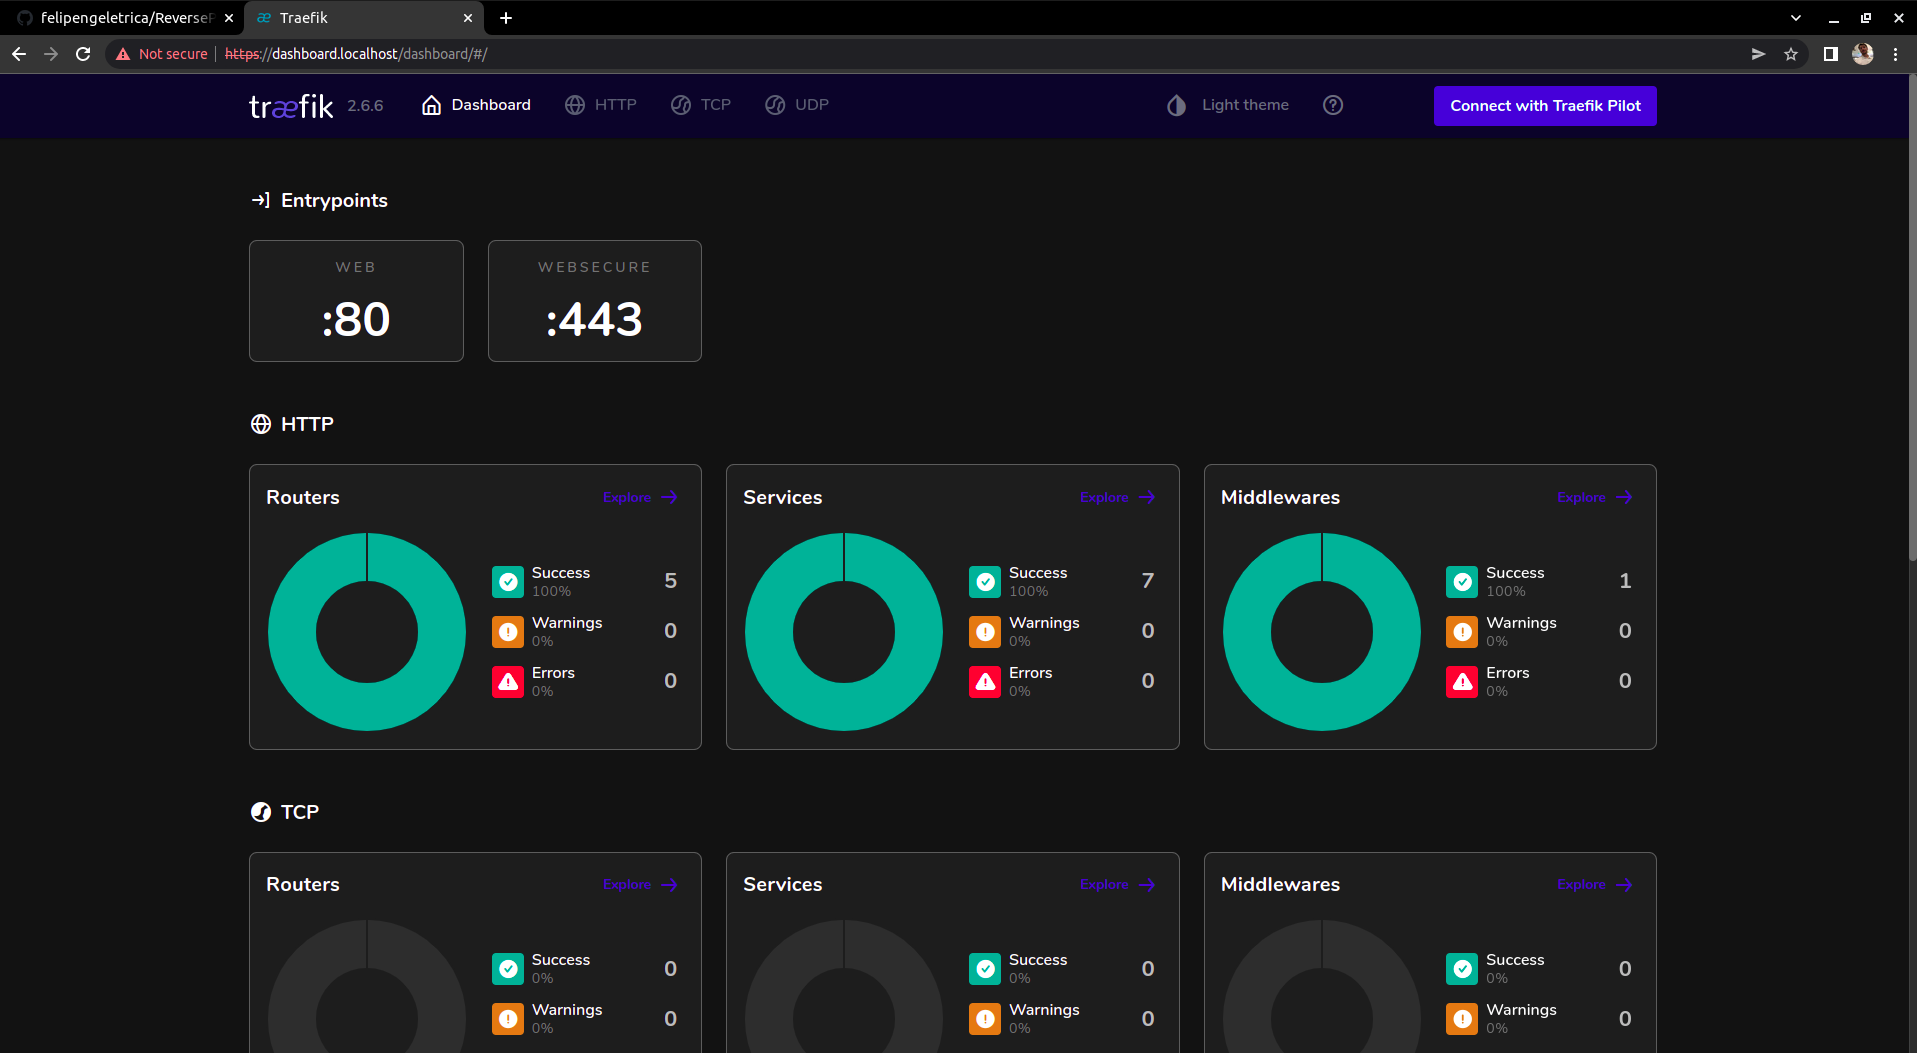 felipengeletrica/ReverseP
Traefik
Not secure
https://dashboard.localhost/dashboard/#/
træfik 2.6.6 Dashboard HTTP TCP UDP Light theme Connect with Traefik Pilot
Entrypoints
WEB WEBSECURE
:80 :443
HTTP
Routers Explore Services Explore Middlewares Explore
Success 5 Success 7 Success 1
100% 100% 100%
Warnings 0 Warnings 0 Warnings 0
0% 0% 0%
Errors 0 Errors 0 Errors 0
0% 0% 0%
TCP
Routers Explore Services Explore Middlewares Explore
Success 0 Success 0 Success 0
0% 0% 0%
Warnings 0 Warnings 0 Warnings 0
0% 0% 0%